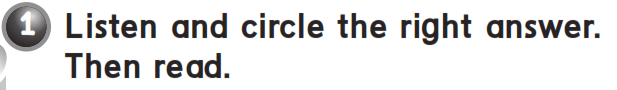 1 Listen and circle the right answer.
Then read.